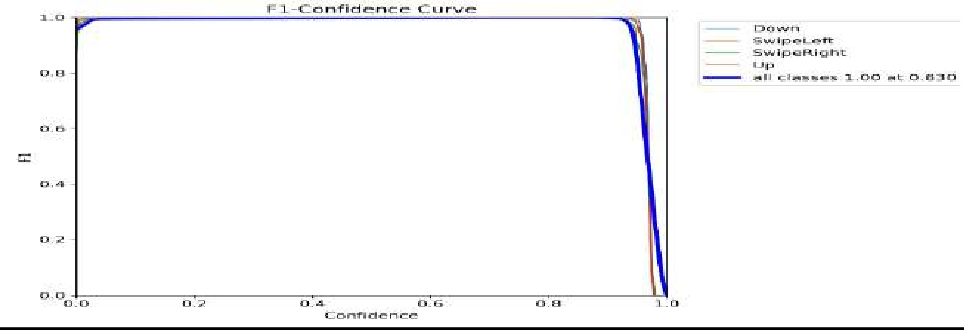 F1-Confidence Curve
1.0
0.8
0.6
0.4
0.2
0.0
F1
0.0 0.2 0.4 0.6 0.8 1.0
Confidence
Down
SwipeLeft
SwipeRight
Up
all classes 1.00 at 0.830